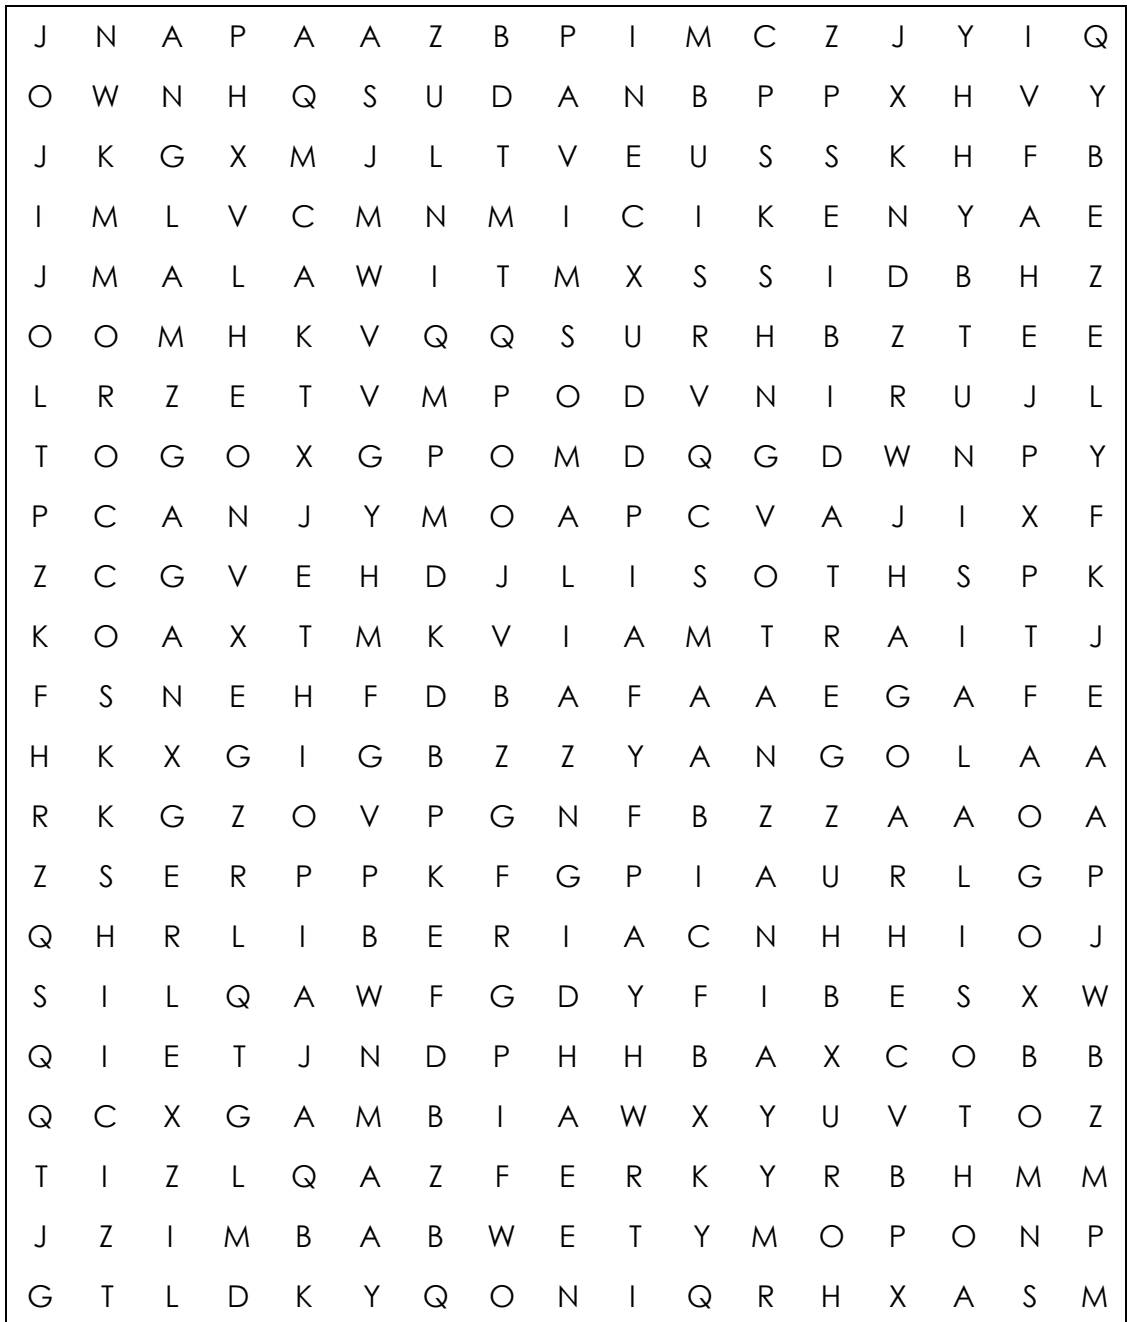 J N A P A A Z B P I M C Z J Y I Q
O W N H Q S U D A N B P P X H V Y
J K G X M J L T V E U S S K H F B
I M L V C M N M I C I K E N Y A E
J M A L A W I T M X S S I D B H Z
O O M H K V Q Q S U R H B Z T E E
L R Z E T V M P O D V N I R U J L
T O G O X G P O M D Q G D W N P Y
P C A N J Y M O A P C V A J I X F
Z C G V E H D J L I S O T H S P K
K O A X T M K V I A M T R A I T J
F S N E H F D B A F A A E G A F E
H K X G I G B Z Z Y A N G O L A A
R K G Z O V P G N F B Z Z A A O A
Z S E R P P K F G P I A U R L G P
Q H R L I B E R I A C N H H I O J
S I L Q A W F G D Y F I B E S X W
Q I E T J N D P H H B A X C O B B
Q C X G A M B I A W X Y U V T O Z
T I Z L Q A Z F E R K Y R B H M M
J Z I M B A B W E T Y M O P O N P
G T L D K Y Q O N I Q R H X A S M